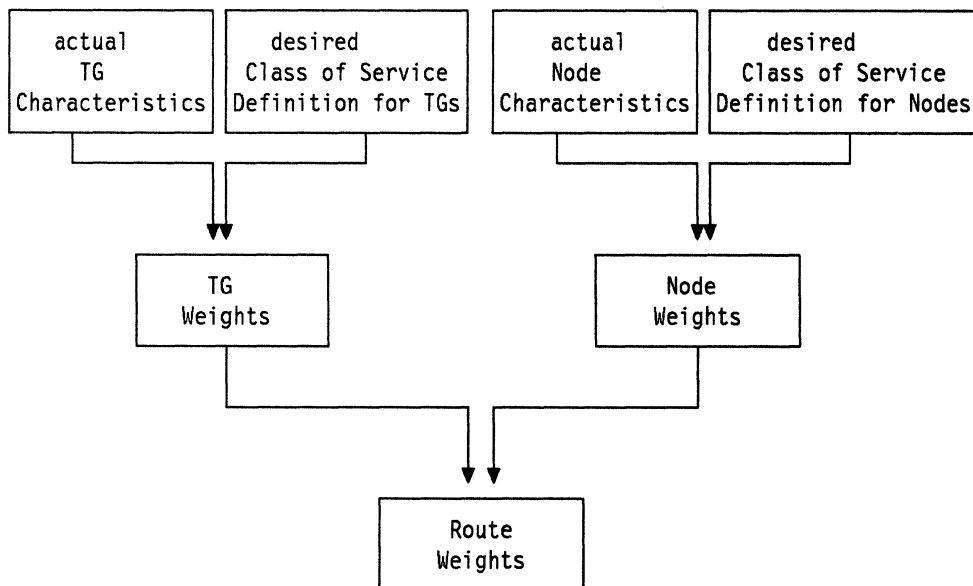 actual
TG
Characteristics
desired
Class of Service
Definition for TGs
actual
Node
Characteristics
desired
Class of Service
Definition for Nodes
TG
Weights
Node
Weights
Route
Weights